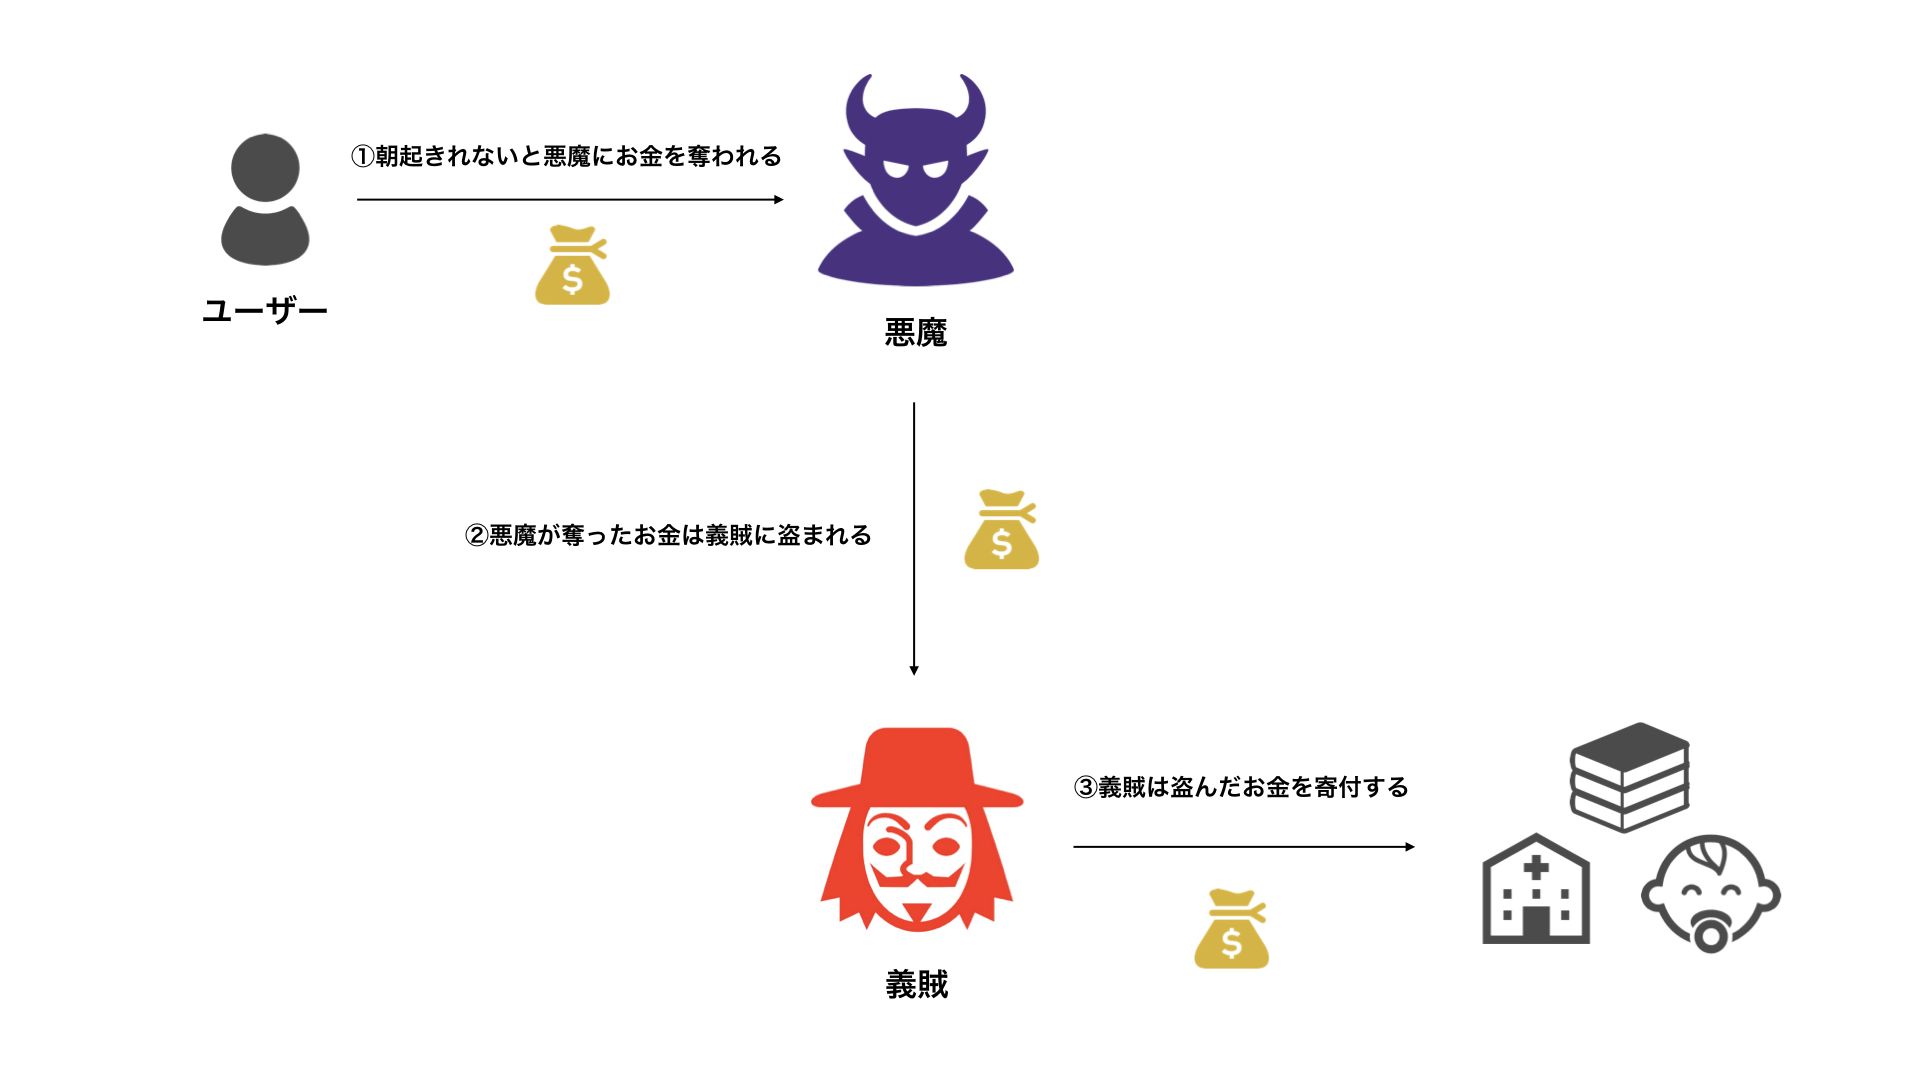 ①朝起きれないと悪魔にお金を奪われる
$
ユーザー
悪魔
②悪魔が奪ったお金は義賊に盗まれる
$
③義賊は盗んだお金を寄付する
$
義賊